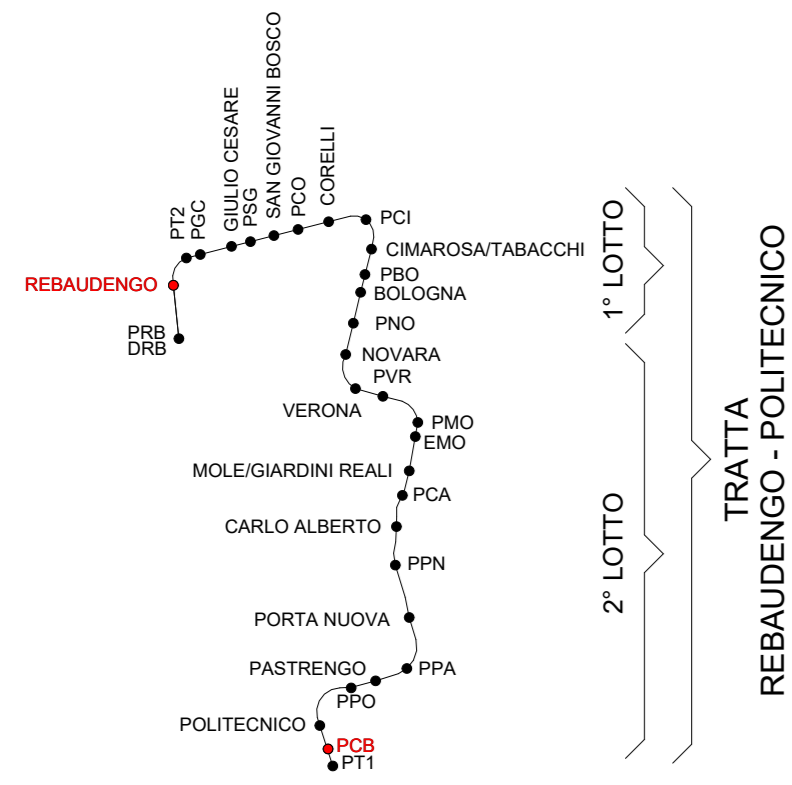 PT2
PGC
GIULIO CESARE
PSG
SAN GIOVANNI BOSCO
PCO
CORELLI
PCI
CIMAROSA/TABACCHI
REBAUDENGO
PBO
BOLOGNA
PNO
PRB
DRB
NOVARA
PVR
VERONA
PMO
EMO
MOLE/GIARDINI REALI
PCA
CARLO ALBERTO
PPN
PORTA NUOVA
PASTRENGO
PPA
PPO
POLITECNICO
PCB
PT1
1° LOTTO
2° LOTTO
TRATTA
REBAUDENGO - POLITECNICO